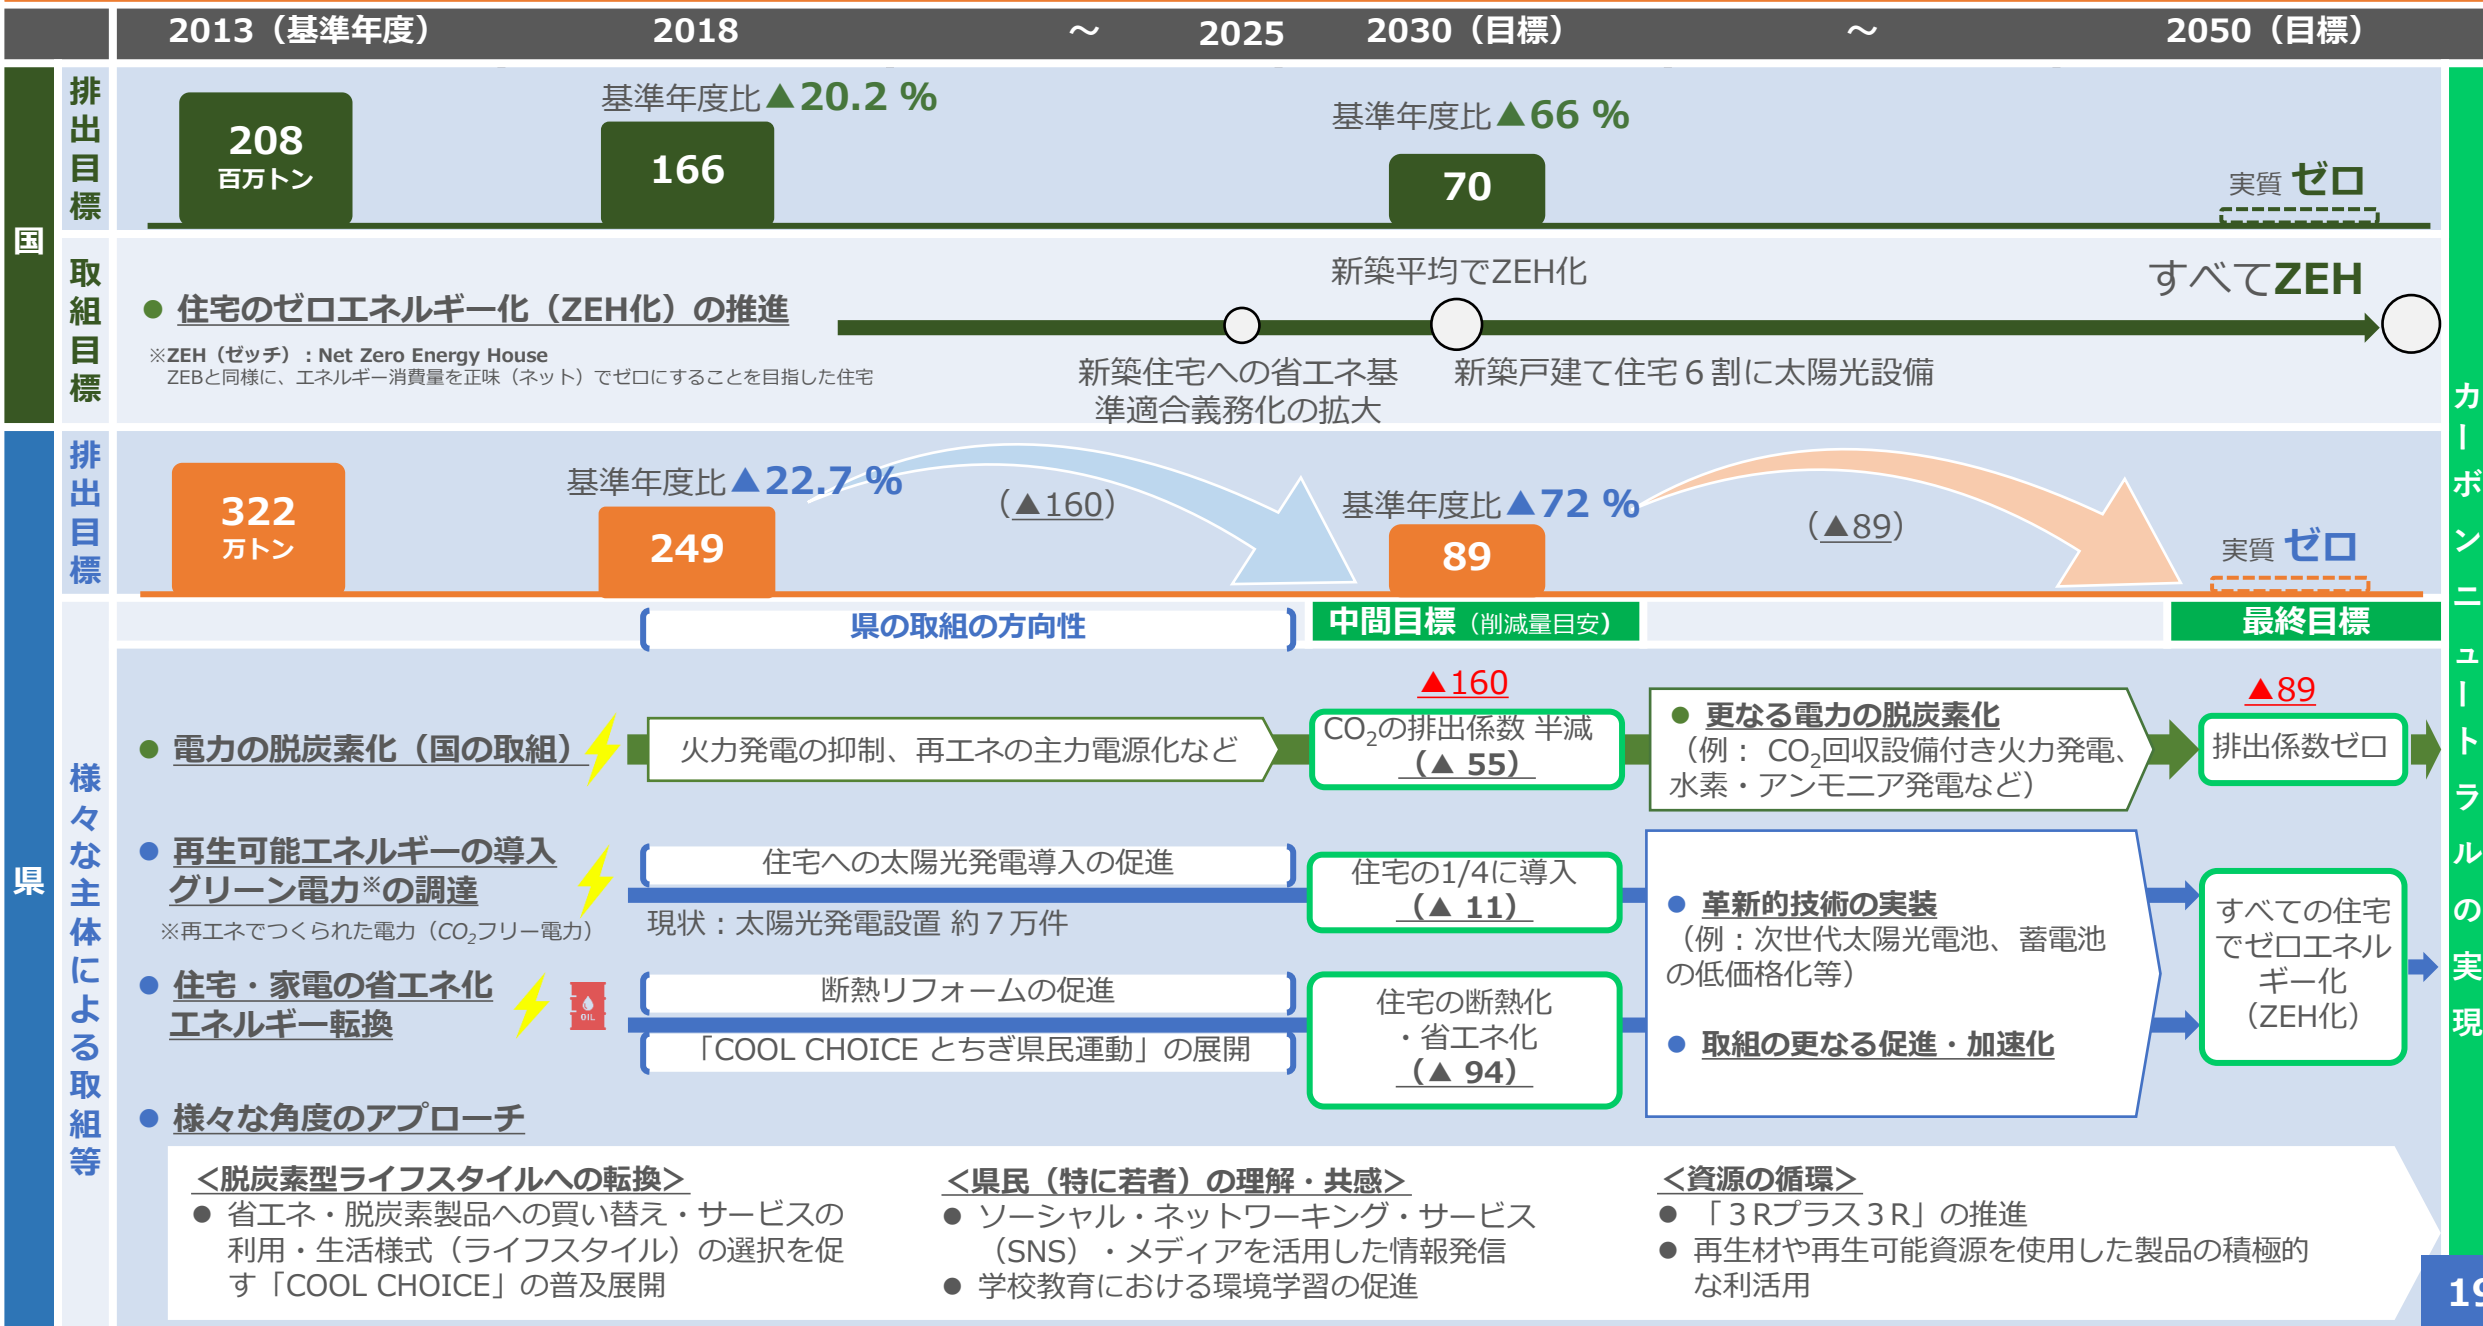 2013（基準年度）
2018
～
2025
2030（目標）
～
2050（目標）
国
排出目標
208
百万トン
基準年度比▲20.2 %
166
基準年度比▲66 %
70
実質 ゼロ
取組目標
● 住宅のゼロエネルギー化（ZEH化）の推進
※ZEH（ゼッチ）：Net Zero Energy House
ZEBと同様に、エネルギー消費量を正味（ネット）でゼロにすることを目指した住宅
新築平均でZEH化
すべてZEH
新築住宅への省エネ基
準適合義務化の拡大
新築戸建て住宅６割に太陽光設備
県
排出目標
322
万トン
基準年度比▲22.7 %
249
（▲160）
基準年度比▲72 %
89
（▲89）
実質 ゼロ
様々な主体による取組等
県の取組の方向性
中間目標（削減量目安）
最終目標
▲160
▲89
● 電力の脱炭素化（国の取組）
火力発電の抑制、再エネの主力電源化など
CO2の排出係数 半減
（▲ 55）
● 更なる電力の脱炭素化
（例： CO2回収設備付き火力発電、
水素・アンモニア発電など）
排出係数ゼロ
● 再生可能エネルギーの導入
グリーン電力※の調達
※再エネでつくられた電力（CO2フリー電力）
住宅への太陽光発電導入の促進
現状：太陽光発電設置 約７万件
住宅の1/4に導入
（▲ 11）
● 革新的技術の実装
（例：次世代太陽光電池、蓄電池
の低価格化等）
● 取組の更なる促進・加速化
すべての住宅
でゼロエネル
ギー化
（ZEH化）
● 住宅・家電の省エネ化
エネルギー転換
OIL
断熱リフォームの促進
「COOL CHOICE とちぎ県民運動」の展開
住宅の断熱化
・省エネ化
（▲ 94）
● 様々な角度のアプローチ
＜脱炭素型ライフスタイルへの転換＞
● 省エネ・脱炭素製品への買い替え・サービスの
利用・生活様式（ライフスタイル）の選択を促
す「COOL CHOICE」の普及展開
＜県民（特に若者）の理解・共感＞
● ソーシャル・ネットワーキング・サービス
（SNS）・メディアを活用した情報発信
● 学校教育における環境学習の促進
＜資源の循環＞
● 「３Rプラス３R」の推進
● 再生材や再生可能資源を使用した製品の積極的
な利活用
カーボンニュートラルの実現
19